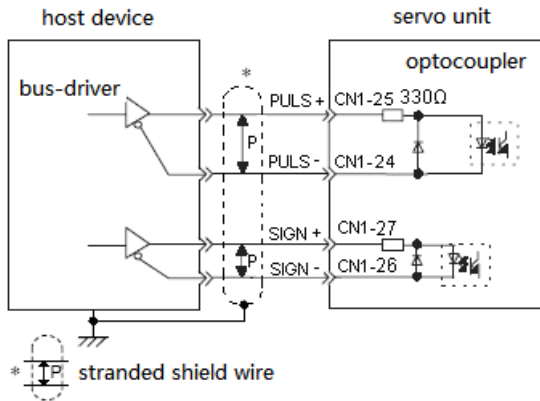 host device
servo unit
optocoupler
bus-driver
*
PULS + CN1-25 330Ω
P
PULS - CN1-24
SIGN + CN1-27
P
SIGN - CN1-26
* P stranded shield wire